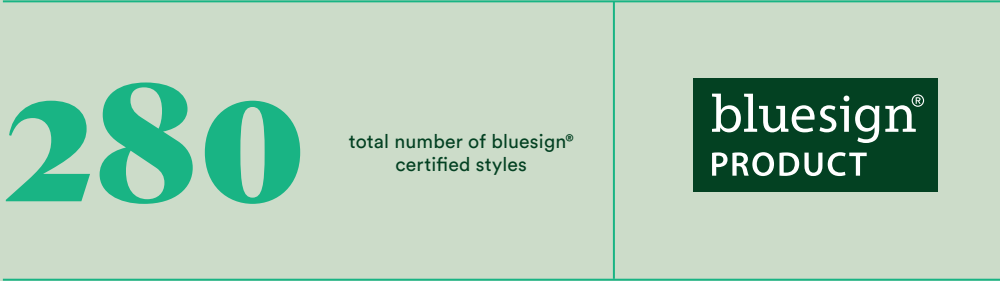 280
total number of bluesign®
certified styles
bluesign®
PRODUCT